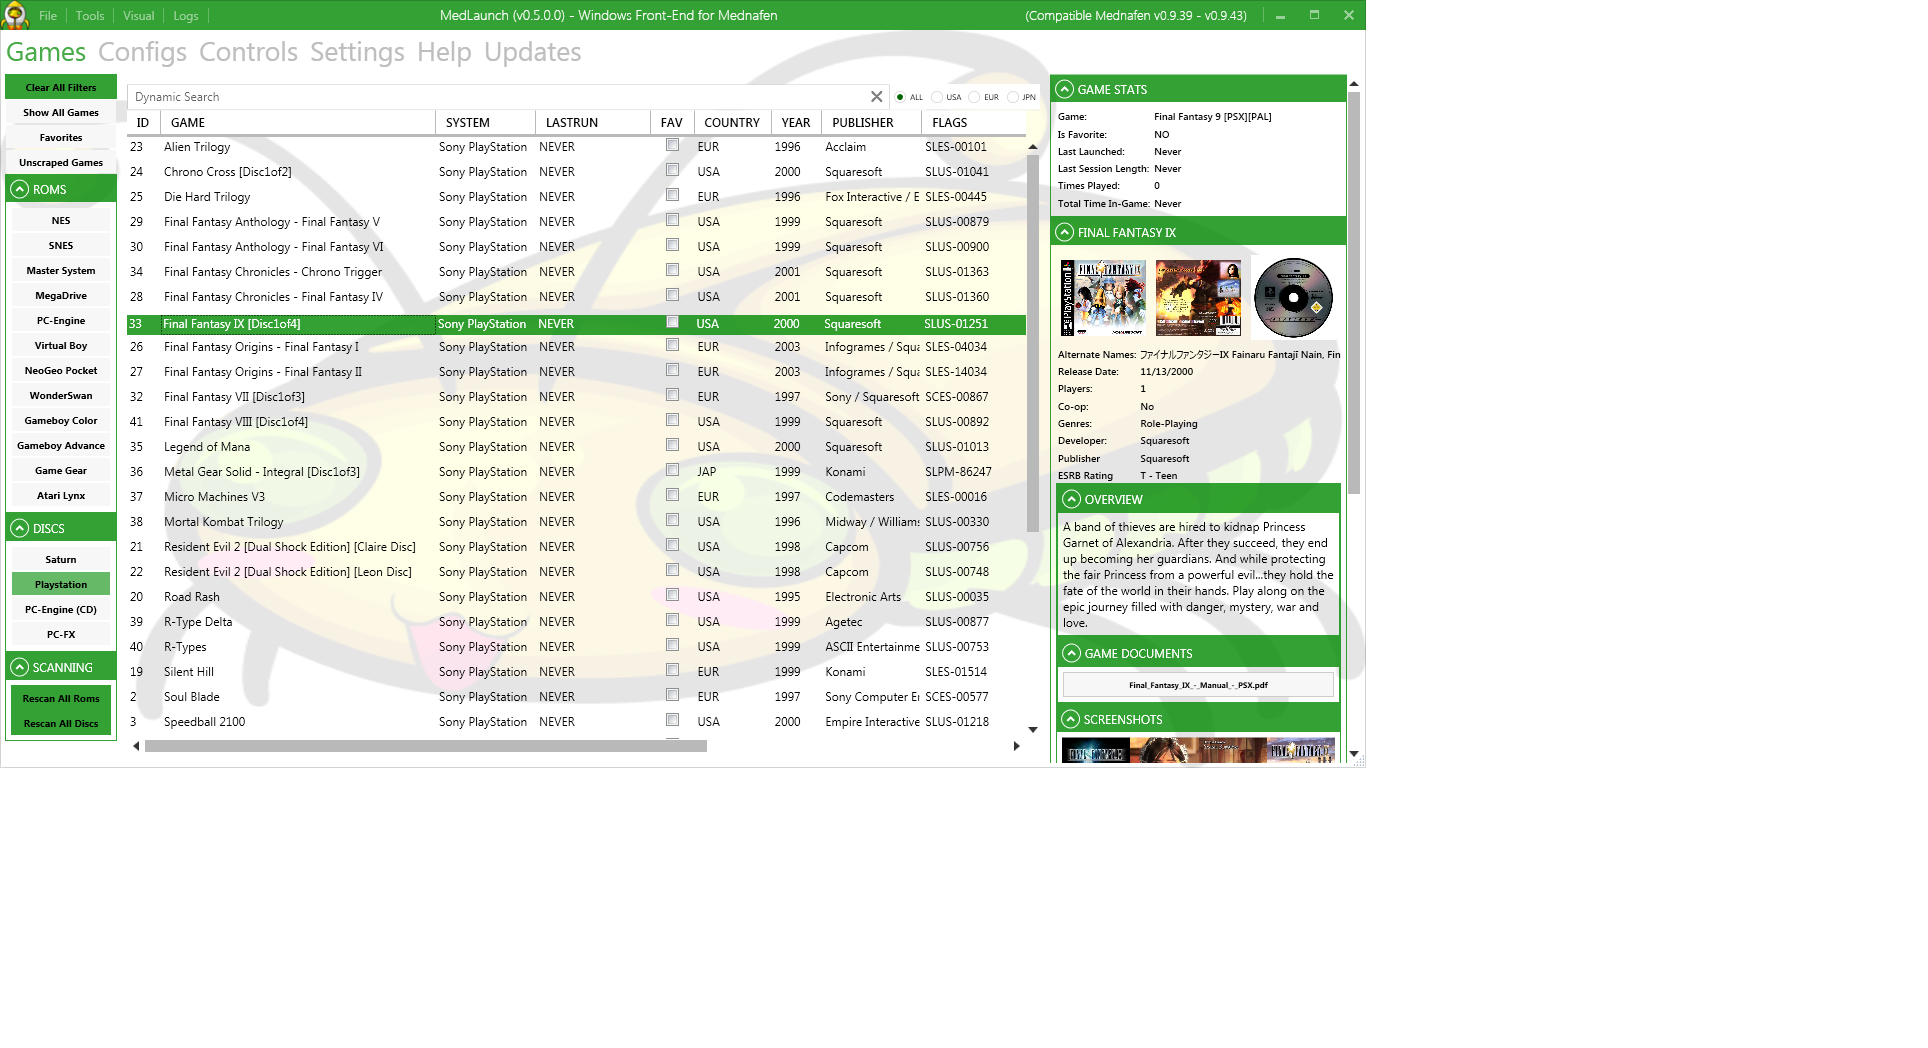 File Tools Visual Logs MedLaunch (v0.5.0.0) - Windows Front-End for Mednafen (Compatible Mednafen v0.9.39 - v0.9.43)
Games Configs Controls Settings Help Updates
Clear All Filters
Show All Games
Favorites
Unscraped Games
ROMS
NES
SNES
Master System
MegaDrive
PC-Engine
Virtual Boy
NeoGeo Pocket
WonderSwan
Gameboy Color
Gameboy Advance
Game Gear
Atari Lynx
DISCS
Saturn
Playstation
PC-Engine (CD)
PC-FX
SCANNING
Rescan All Roms
Rescan All Discs
Dynamic Search ALL USA EUR JPN
ID GAME SYSTEM LASTRUN FAV COUNTRY YEAR PUBLISHER FLAGS
23 Alien Trilogy Sony PlayStation NEVER EUR 1996 Acclaim SLES-00101
24 Chrono Cross [Disc1of2] Sony PlayStation NEVER USA 2000 Squaresoft SLUS-01041
25 Die Hard Trilogy Sony PlayStation NEVER EUR 1996 Fox Interactive / E SLES-00445
29 Final Fantasy Anthology - Final Fantasy V Sony PlayStation NEVER USA 1999 Squaresoft SLUS-00879
30 Final Fantasy Anthology - Final Fantasy VI Sony PlayStation NEVER USA 1999 Squaresoft SLUS-00900
34 Final Fantasy Chronicles - Chrono Trigger Sony PlayStation NEVER USA 2001 Squaresoft SLUS-01363
28 Final Fantasy Chronicles - Final Fantasy IV Sony PlayStation NEVER USA 2001 Squaresoft SLUS-01360
33 Final Fantasy IX [Disc1of4] Sony PlayStation NEVER USA 2000 Squaresoft SLUS-01251
26 Final Fantasy Origins - Final Fantasy I Sony PlayStation NEVER EUR 2003 Infogrames / Squa SLES-04034
27 Final Fantasy Origins - Final Fantasy II Sony PlayStation NEVER EUR 2003 Infogrames / Squa SLES-14034
32 Final Fantasy VII [Disc1of3] Sony PlayStation NEVER EUR 1997 Sony / Squaresoft SCES-00867
41 Final Fantasy VIII [Disc1of4] Sony PlayStation NEVER USA 1999 Squaresoft SLUS-00892
35 Legend of Mana Sony PlayStation NEVER USA 2000 Squaresoft SLUS-01013
36 Metal Gear Solid - Integral [Disc1of3] Sony PlayStation NEVER JAP 1999 Konami SLPM-86247
37 Micro Machines V3 Sony PlayStation NEVER EUR 1997 Codemasters SLES-00016
38 Mortal Kombat Trilogy Sony PlayStation NEVER USA 1996 Midway / Williams SLUS-00330
21 Resident Evil 2 [Dual Shock Edition] [Claire Disc] Sony PlayStation NEVER USA 1998 Capcom SLUS-00756
22 Resident Evil 2 [Dual Shock Edition] [Leon Disc] Sony PlayStation NEVER USA 1998 Capcom SLUS-00748
20 Road Rash Sony PlayStation NEVER USA 1995 Electronic Arts SLUS-00035
39 R-Type Delta Sony PlayStation NEVER USA 1999 Agetec SLUS-00877
40 R-Types Sony PlayStation NEVER USA 1999 ASCII Entertainme SLUS-00753
19 Silent Hill Sony PlayStation NEVER EUR 1999 Konami SLES-01514
2 Soul Blade Sony PlayStation NEVER EUR 1997 Sony Computer E SCES-00577
3 Speedball 2100 Sony PlayStation NEVER USA 2000 Empire Interactive SLUS-01218
GAME STATS
Game: Final Fantasy 9 [PSX][PAL]
Is Favorite: NO
Last Launched: Never
Last Session Length: Never
Times Played: 0
Total Time In-Game: Never
FINAL FANTASY IX
PlayStation FINAL FANTASY IX
Alternate Names: ファイナルファンタジーIX Fainaru Fantajī Nain, Fin
Release Date: 11/13/2000
Players: 1
Co-op: No
Genres: Role-Playing
Developer: Squaresoft
Publisher Squaresoft
ESRB Rating T - Teen
OVERVIEW
A band of thieves are hired to kidnap Princess
Garnet of Alexandria. After they succeed, they end
up becoming her guardians. And while protecting
the fair Princess from a powerful evil...they hold the
fate of the world in their hands. Play along on the
epic journey filled with danger, mystery, war and
love.
GAME DOCUMENTS
Final_Fantasy_IX_-_Manual_-_PSX.pdf
SCREENSHOTS